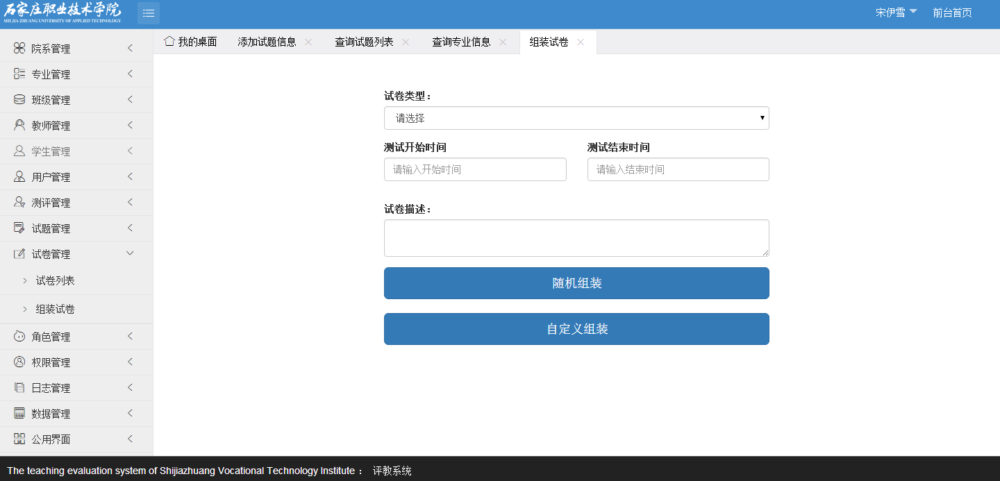 石家庄职业技术学院
SHI JIA ZHUANG UNIVERSITY OF APPLIED TECHNOLOGY
宋伊雪
前台首页
我的桌面
添加试题信息
查询试题列表
查询专业信息
组装试卷
院系管理
专业管理
班级管理
教师管理
学生管理
用户管理
测评管理
试题管理
试卷管理
试卷列表
组装试卷
角色管理
权限管理
日志管理
数据管理
公用界面
试卷类型：
请选择
测试开始时间
测试结束时间
请输入开始时间
请输入结束时间
试卷描述：
随机组装
自定义组装
The teaching evaluation system of Shijiazhuang Vocational Technology Institute： 评教系统